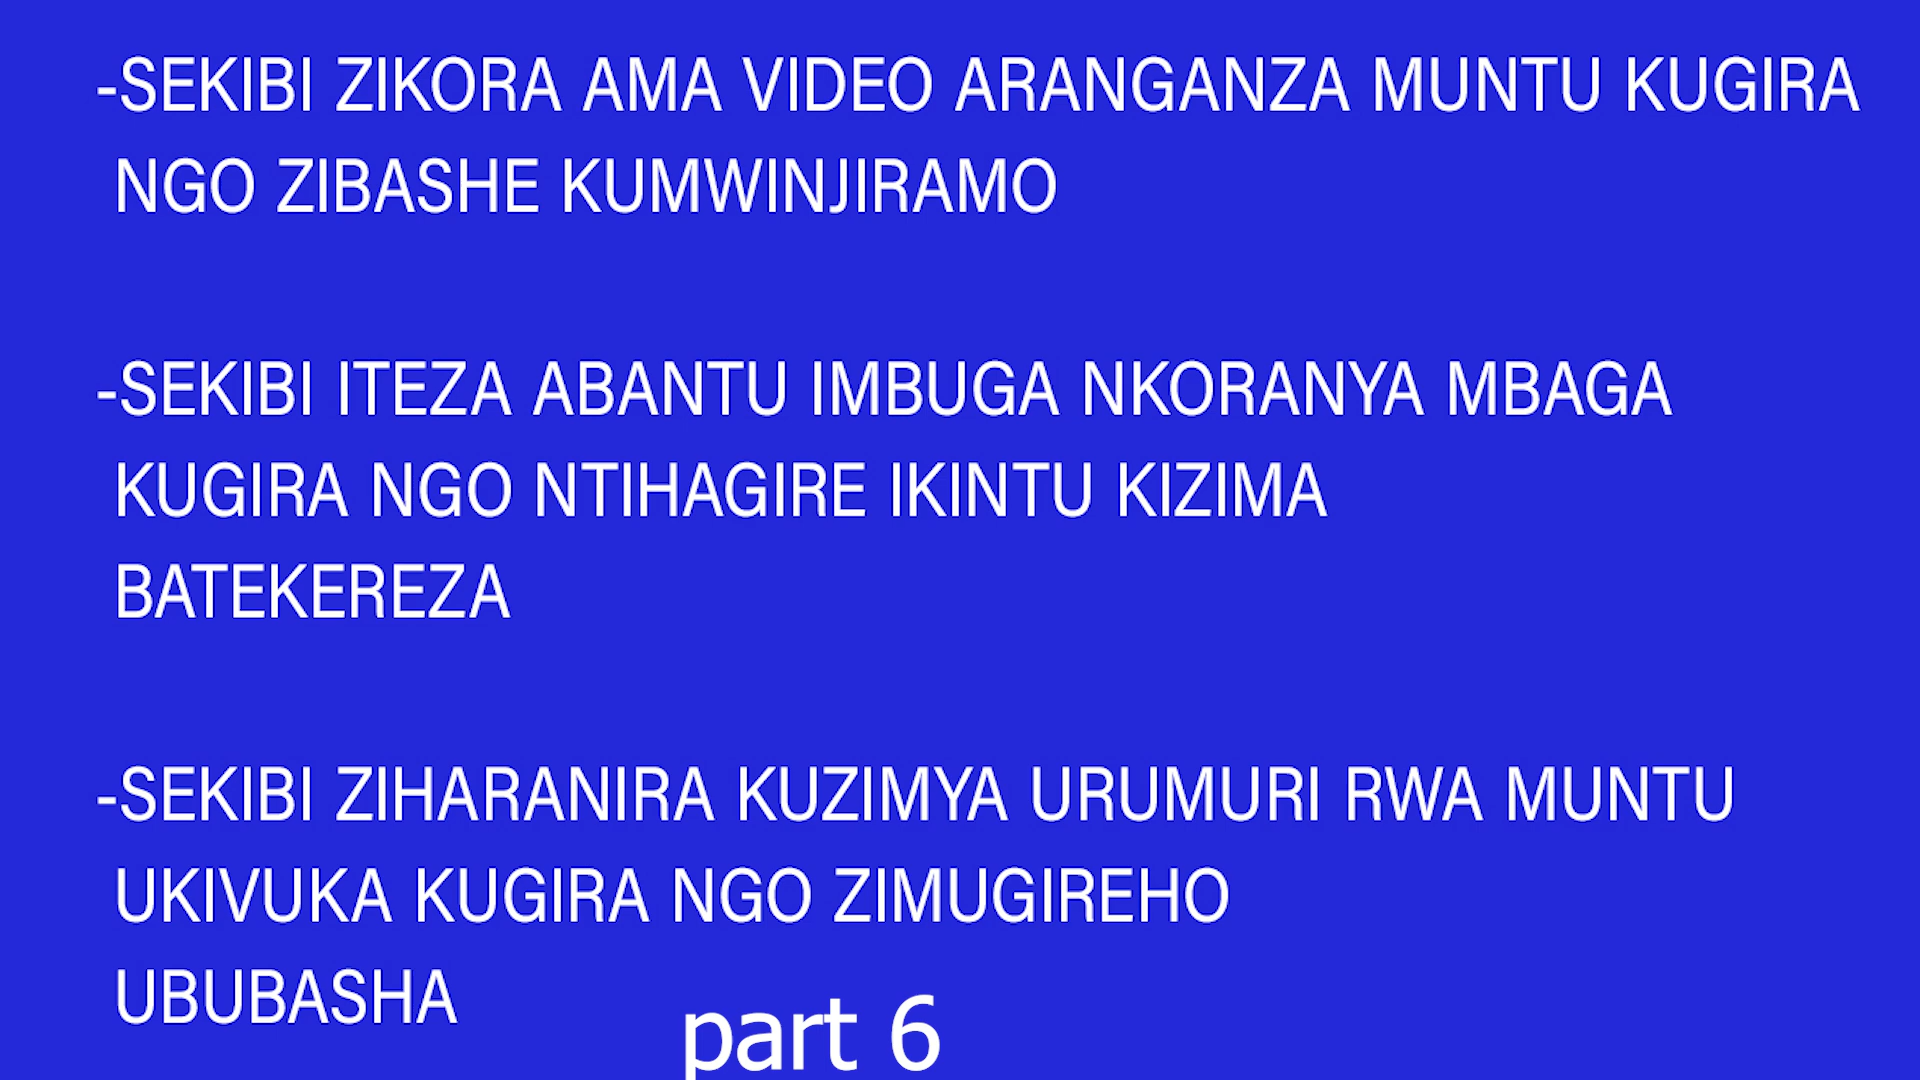 -SEKIBI ZIKORA AMA VIDEO ARANGANZA MUNTU KUGIRA
NGO ZIBASHE KUMWINJIRAMO
-SEKIBI ITEZA ABANTU IMBUGA NKORANYA MBAGA
KUGIRA NGO NTIHAGIRE IKINTU KIZIMA
BATEKEREZA
-SEKIBI ZIHARANIRA KUZIMYA URUMURI RWA MUNTU
UKIVUKA KUGIRA NGO ZIMUGIREHO
UBUBASHA
part 6